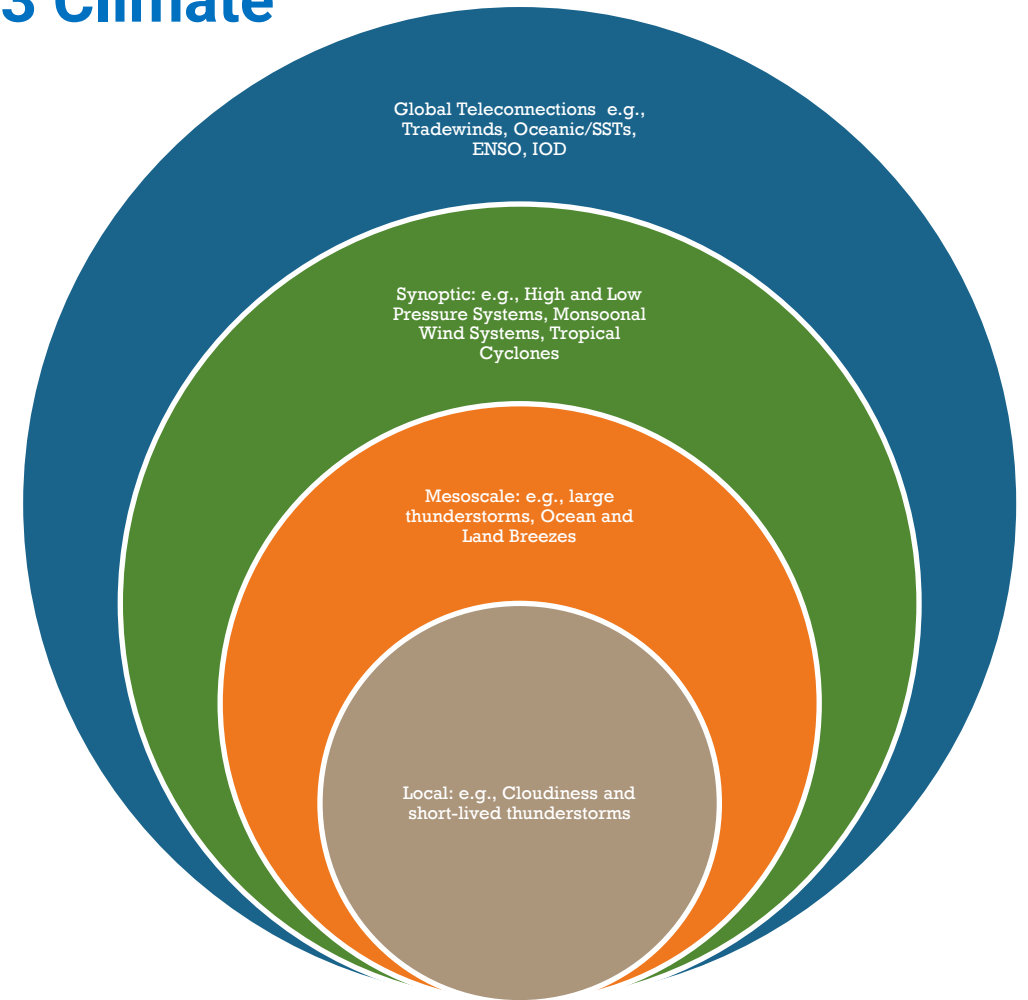 3 Climate
Global Teleconnections e.g.,
Tradewinds, Oceanic/SSTs,
ENSO, IOD
Synoptic: e.g., High and Low
Pressure Systems, Monsoonal
Wind Systems, Tropical
Cyclones
Mesoscale: e.g., large
thunderstorms, Ocean and
Land Breezes
Local: e.g., Cloudiness and
short-lived thunderstorms